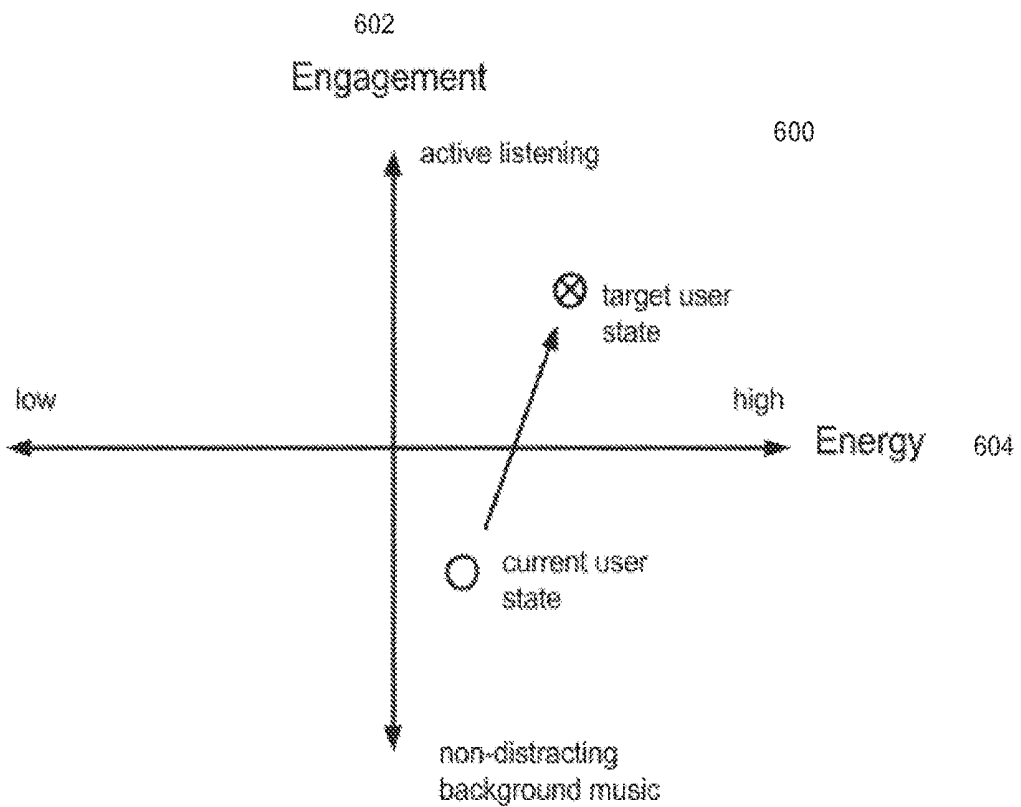 602
Engagement
600
active listening
target user
state
low
high
Energy
604
current user
state
non-distracting
background music